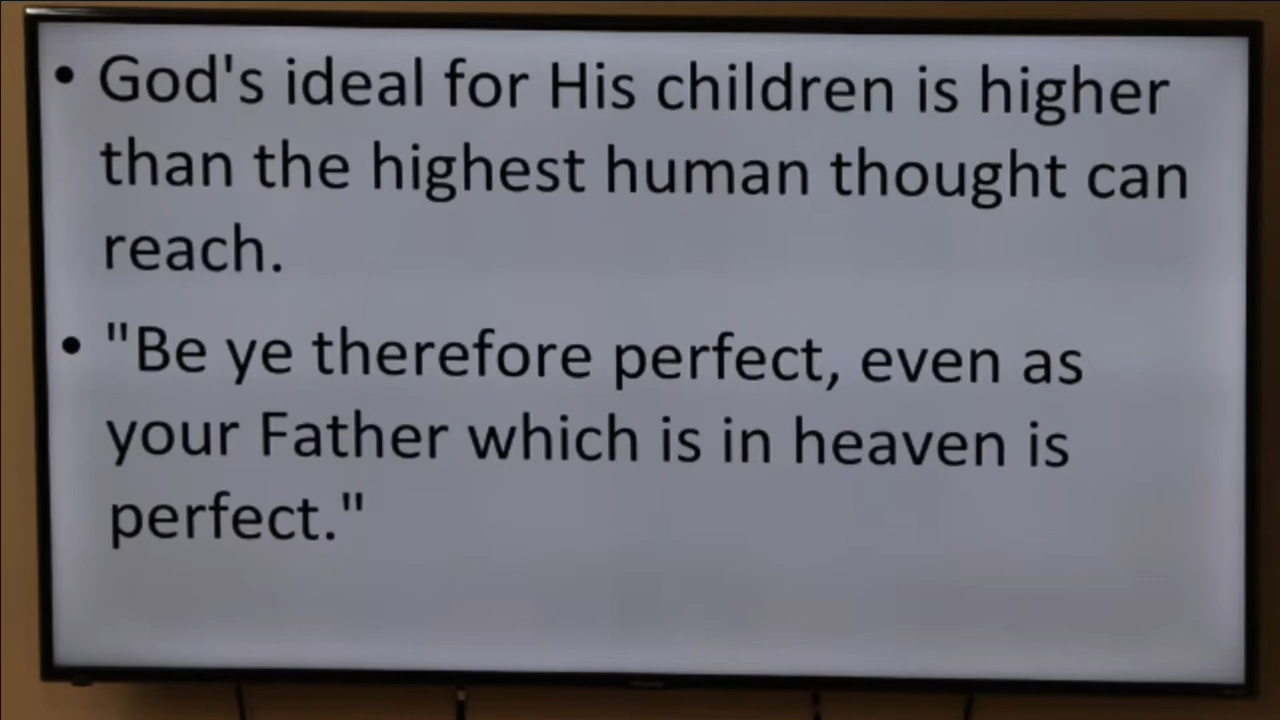 • God's ideal for His children is higher
than the highest human thought can
reach.
• "Be ye therefore perfect, even as
your Father which is in heaven is
perfect."